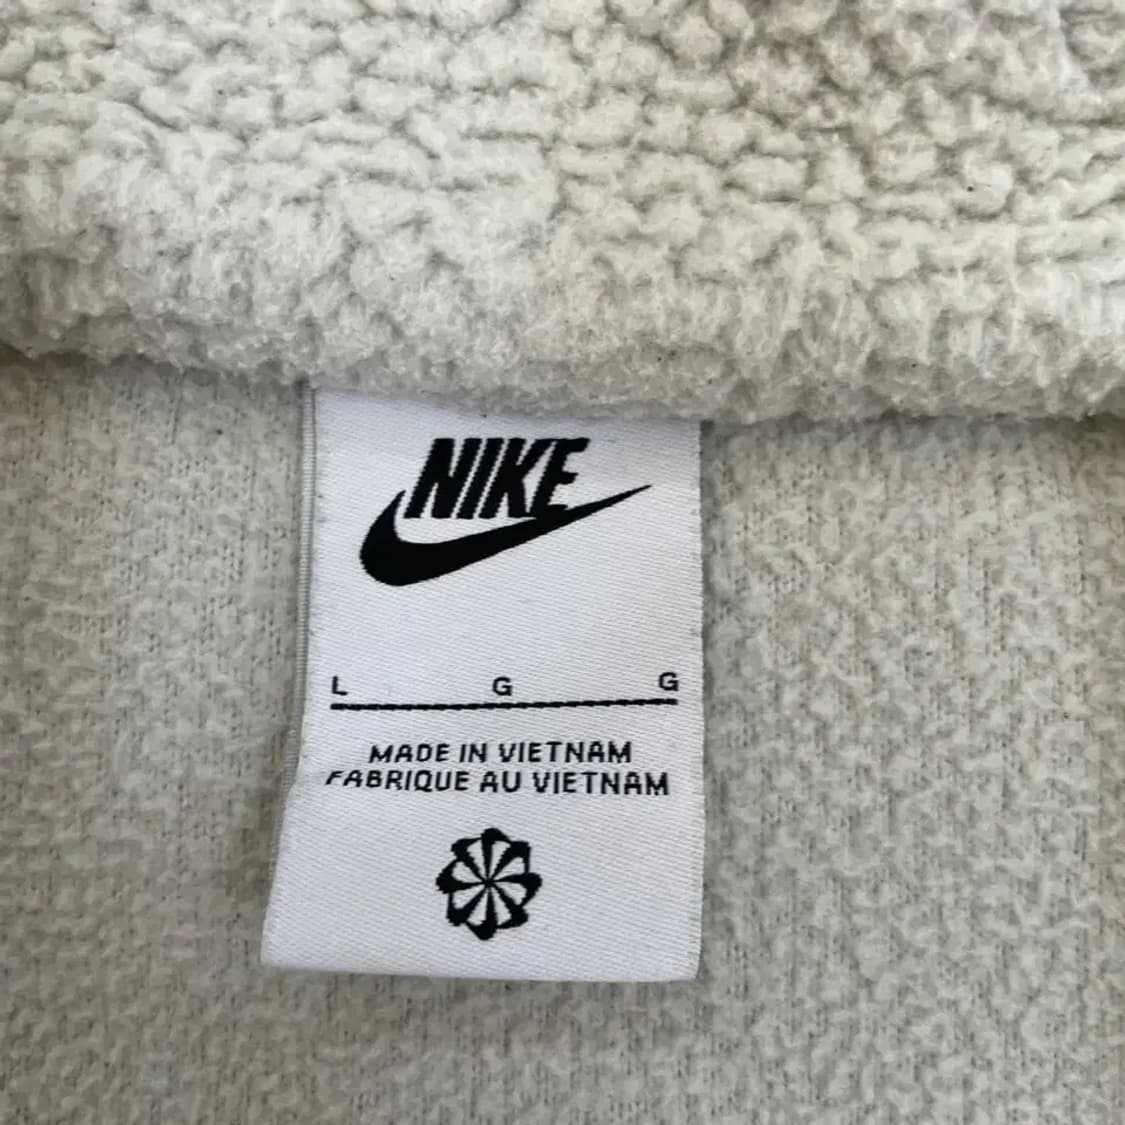 NIKE
L G G
MADE IN VIETNAM
FABRIQUE AU VIETNAM